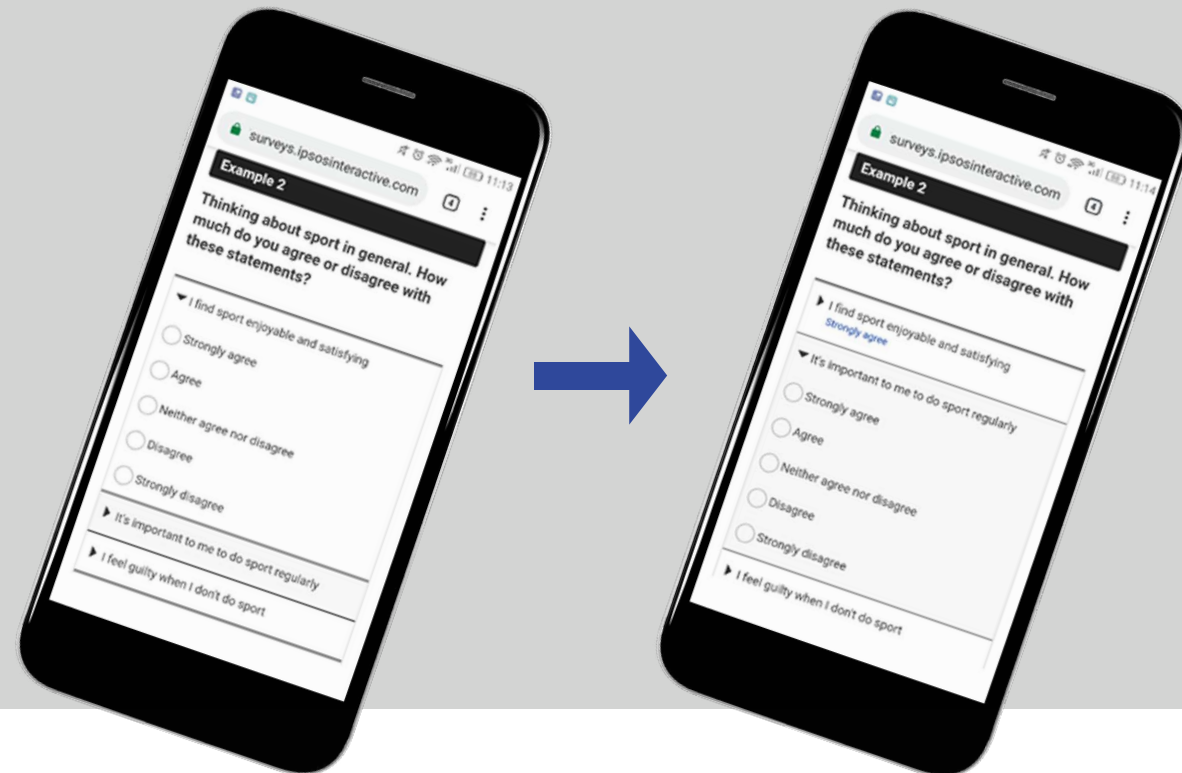 11:13
surveys.ipsosinteractive.com
4
Example 2
Thinking about sport in general. How
much do you agree or disagree with
these statements?
I find sport enjoyable and satisfying
Strongly agree
Agree
Neither agree nor disagree
Disagree
Strongly disagree
It's important to me to do sport regularly
I feel guilty when I don't do sport
11:14
surveys.ipsosinteractive.com
4
Example 2
Thinking about sport in general. How
much do you agree or disagree with
these statements?
I find sport enjoyable and satisfying
Strongly agree
It's important to me to do sport regularly
Strongly agree
Agree
Neither agree nor disagree
Disagree
Strongly disagree
I feel guilty when I don't do sport